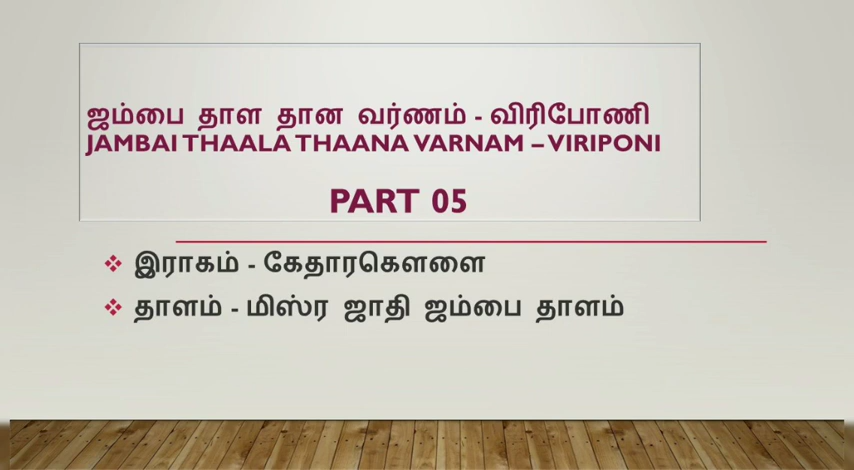 ஜம்பை தாள தான வர்ணம் - விரிபோணி
JAMBAI THAALA THAANA VARNAM – VIRIPONI
PART 05
❖ இராகம் - கேதாரகௌளை
❖ தாளம் - மிஸ்ர ஜாதி ஜம்பை தாளம்